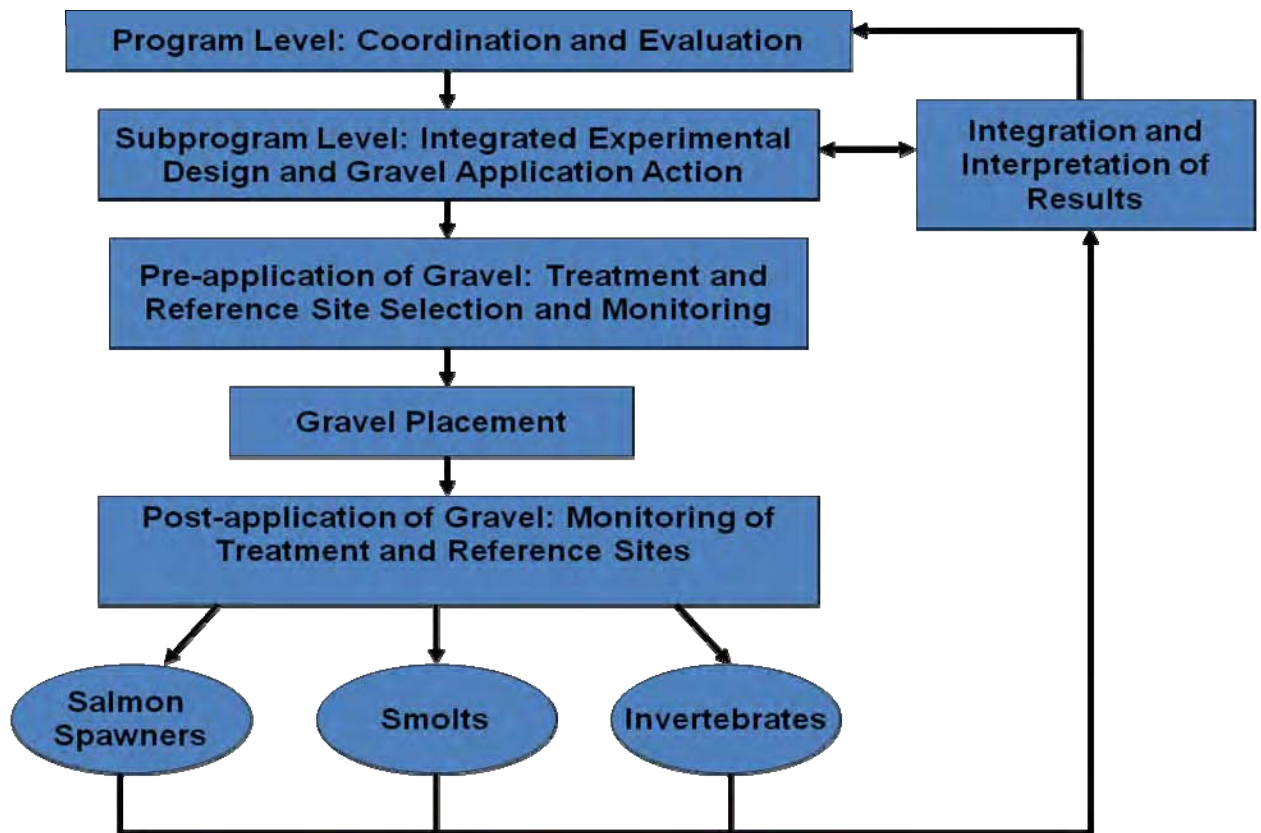 Program Level: Coordination and Evaluation
Subprogram Level: Integrated Experimental
Design and Gravel Application Action
Integration and
Interpretation of
Results
Pre-application of Gravel: Treatment and
Reference Site Selection and Monitoring
Gravel Placement
Post-application of Gravel: Monitoring of
Treatment and Reference Sites
Salmon
Spawners
Smolts
Invertebrates